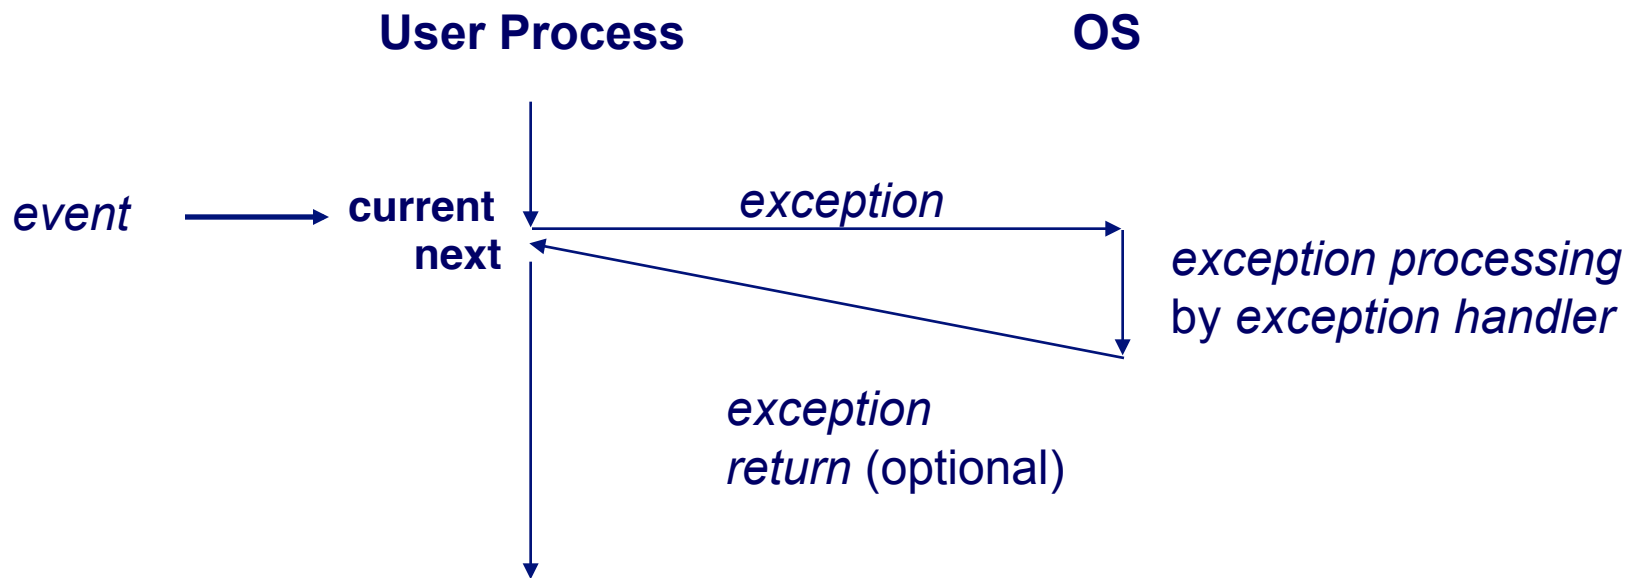 User Process
OS
event
current
next
exception
exception processing
by exception handler
exception
return (optional)